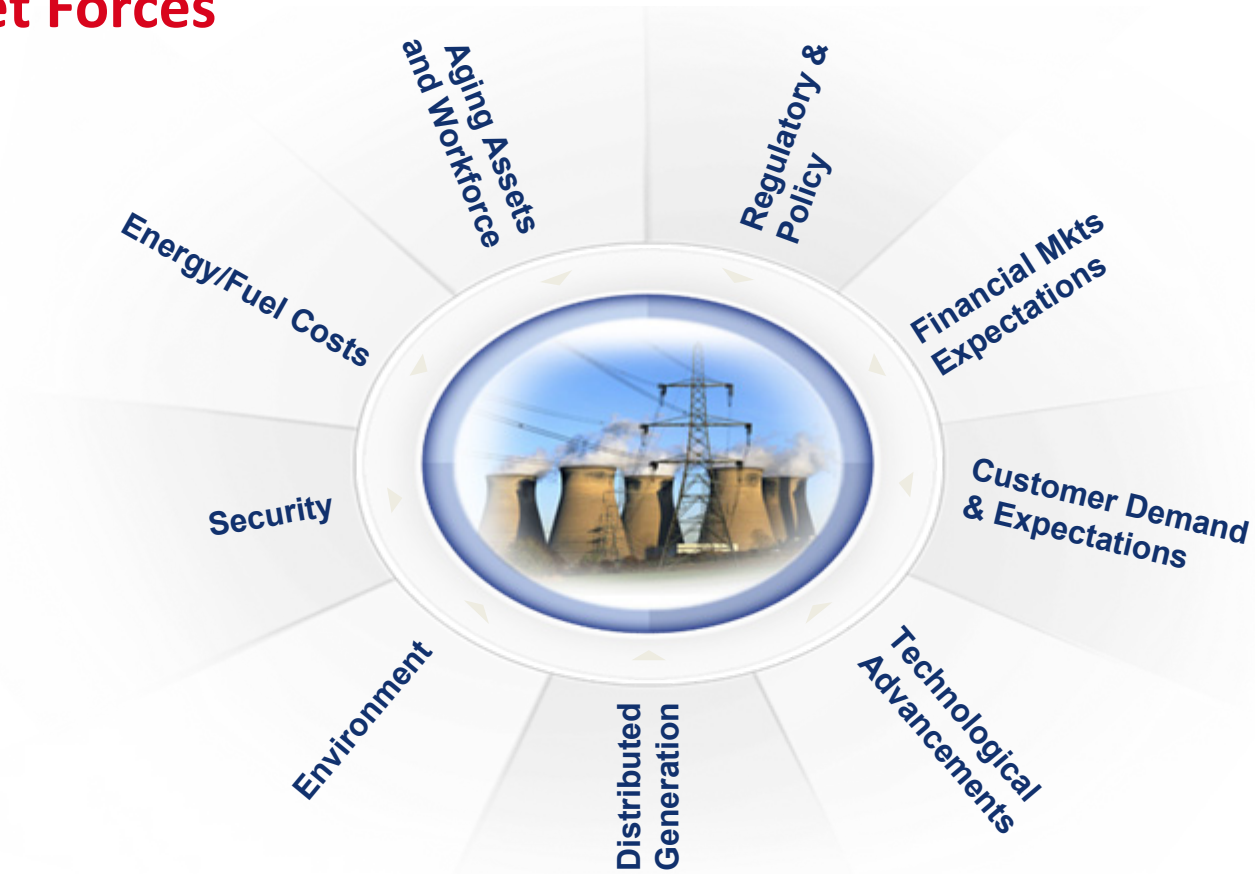 et Forces
Aging Assets
and Workforce
Regulatory &
Policy
Financial Mkts
Expectations
Customer Demand
& Expectations
Technological
Advancements
Distributed
Generation
Environment
Security
Energy/Fuel Costs